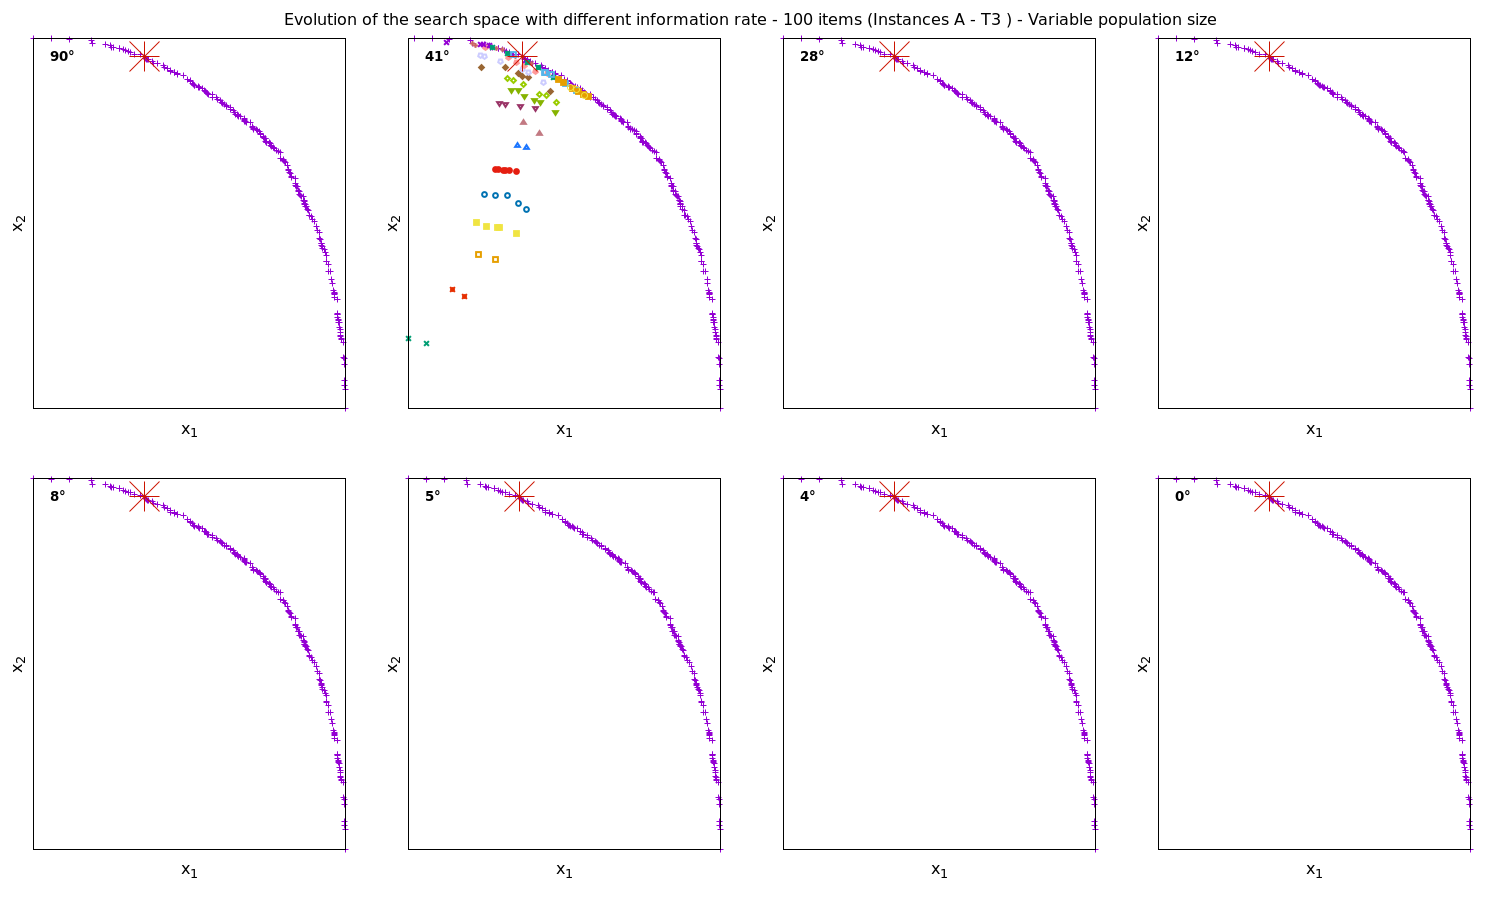 Evolution of the search space with different information rate - 100 items (Instances A - T3 ) - Variable population size
90° 41° 28° 12°
x2 x2 x2 x2
x1 x1 x1 x1
8° 5° 4° 0°
x2 x2 x2 x2
x1 x1 x1 x1